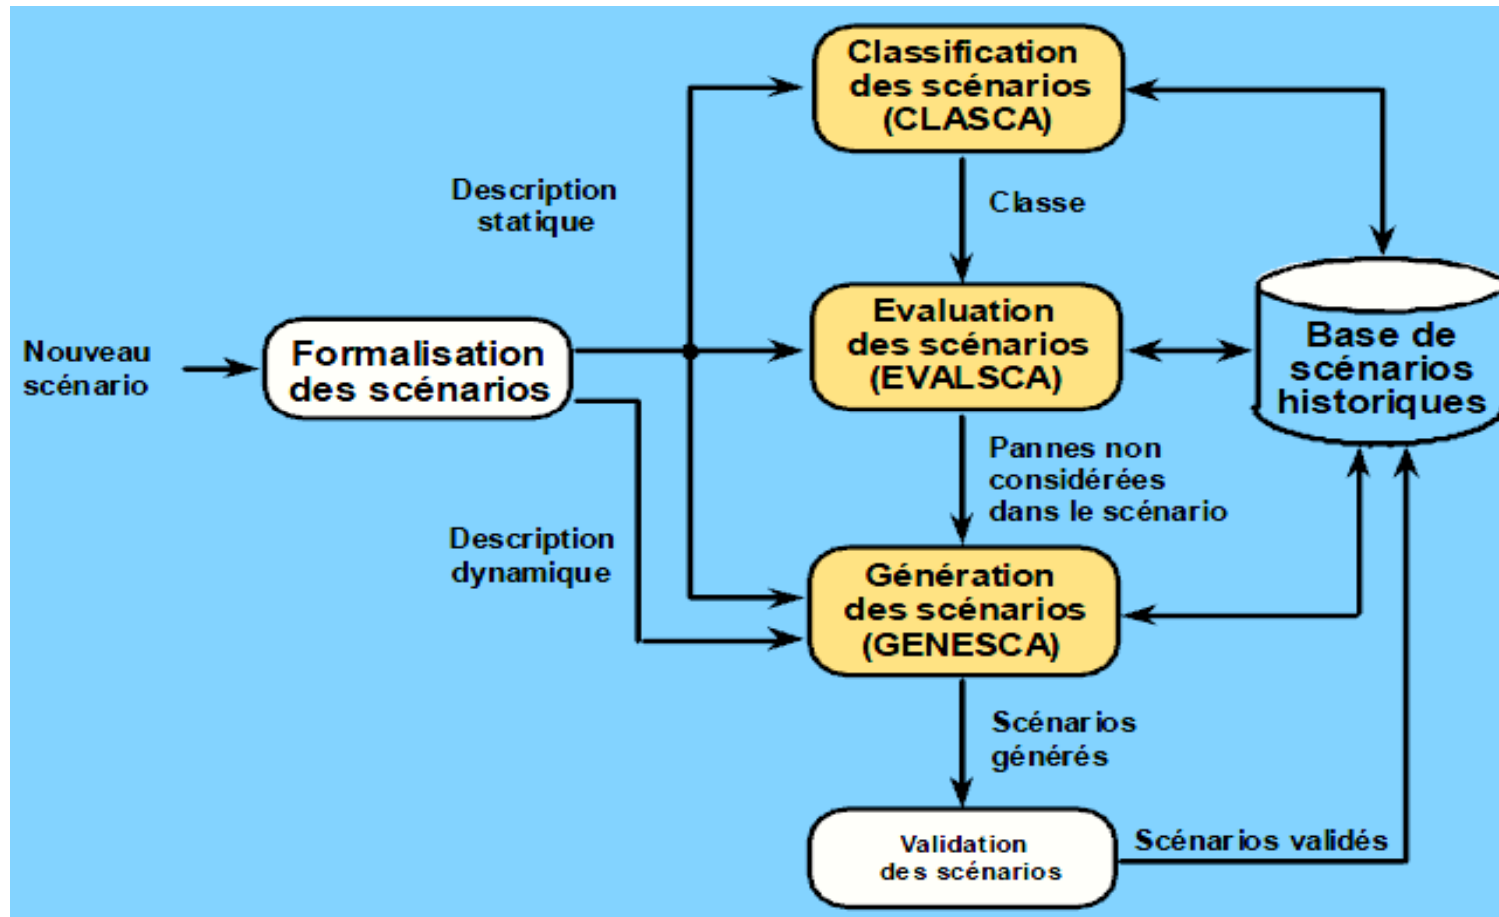 Classification
des scénarios
(CLASCA)
Description
statique
Classe
Nouveau
scénario
Formalisation
des scénarios
Evaluation
des scénarios
(EVALSCA)
Base de
scénarios
historiques
Pannes non
considérées
dans le scénario
Description
dynamique
Génération
des scénarios
(GENESCA)
Scénarios
générés
Validation
des scénarios
Scénarios validés